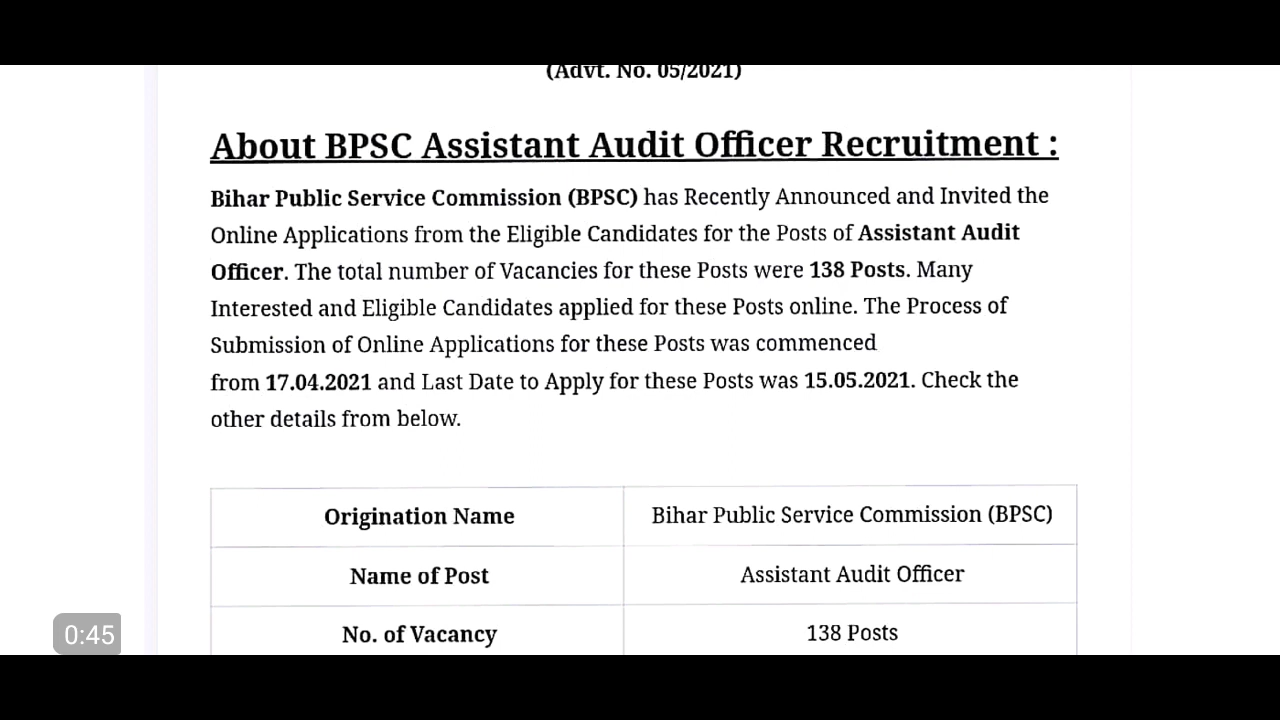 (Advt. No. 05/2021)
About BPSC Assistant Audit Officer Recruitment :
Bihar Public Service Commission (BPSC) has Recently Announced and Invited the
Online Applications from the Eligible Candidates for the Posts of Assistant Audit
Officer. The total number of Vacancies for these Posts were 138 Posts. Many
Interested and Eligible Candidates applied for these Posts online. The Process of
Submission of Online Applications for these Posts was commenced
from 17.04.2021 and Last Date to Apply for these Posts was 15.05.2021. Check the
other details from below.
Origination Name Bihar Public Service Commission (BPSC)
Name of Post Assistant Audit Officer
No. of Vacancy 138 Posts
0:45